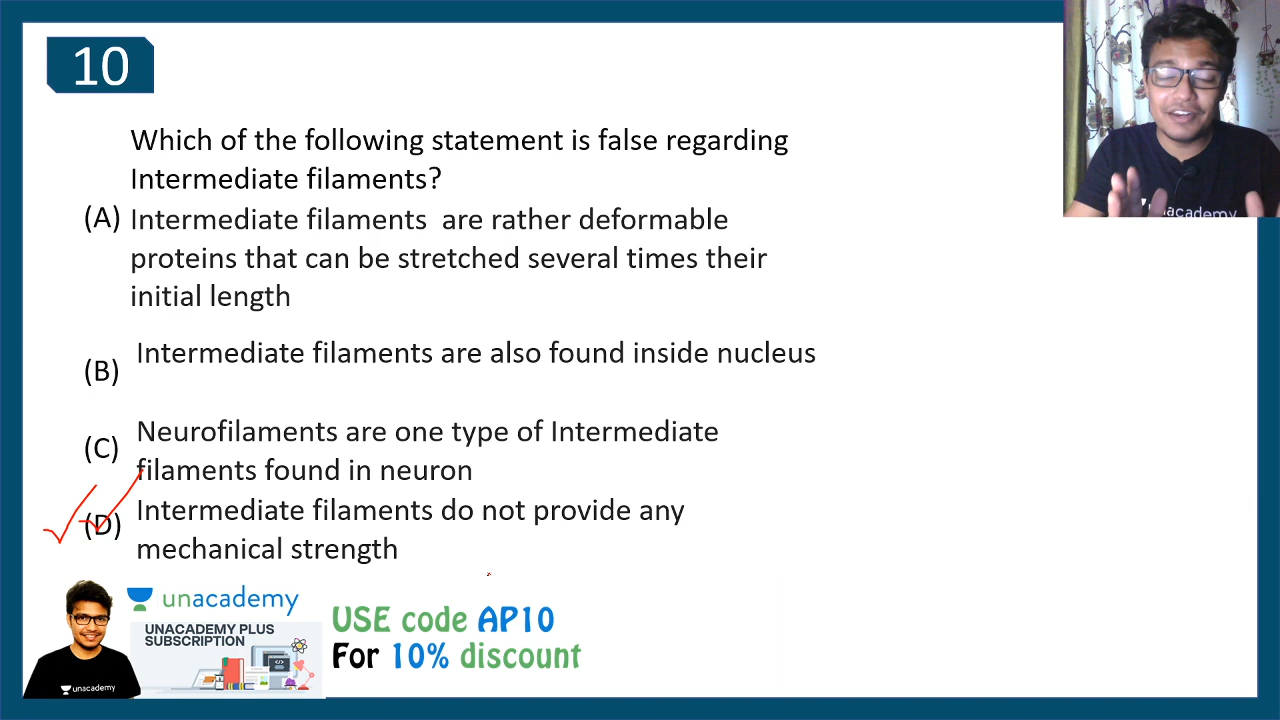 10
Which of the following statement is false regarding
Intermediate filaments?
(A) Intermediate filaments are rather deformable
proteins that can be stretched several times their
initial length
(B) Intermediate filaments are also found inside nucleus
(C) Neurofilaments are one type of Intermediate
filaments found in neuron
(D) Intermediate filaments do not provide any
mechanical strength
unacademy
UNACADEMY PLUS
SUBSCRIPTION
USE code AP10
For 10% discount
unacademy
unacademy